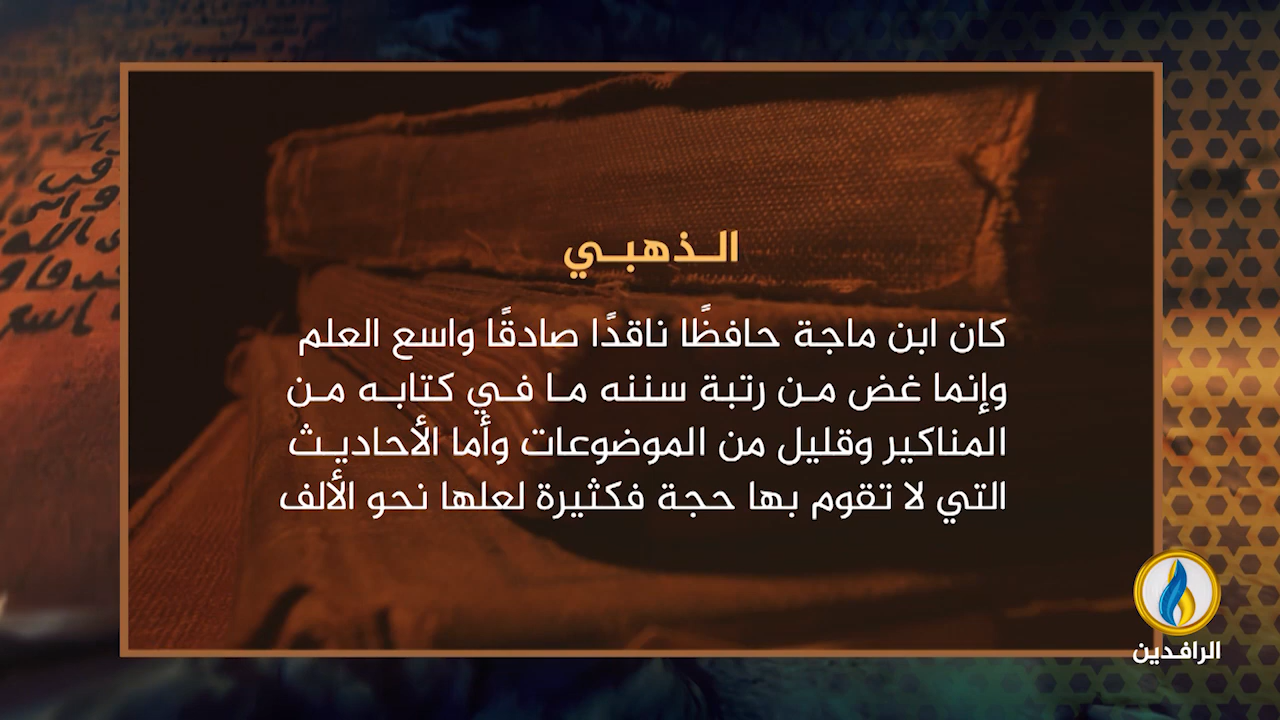 الذهبي
كان ابن ماجة حافظًا ناقدًا صادقًا واسع العلم
وإنما غض من رتبة سننه ما في كتابه من
المناكير وقليل من الموضوعات وأما الأحاديث
التي لا تقوم بها حجة فكثيرة لعلها نحو الألف
الرافدين